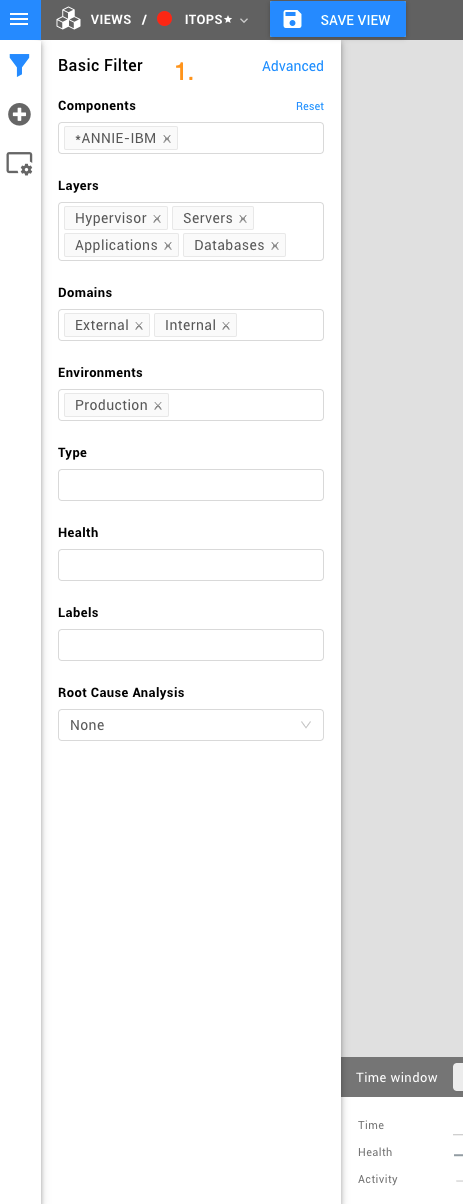 VIEWS / ITOPS★ SAVE VIEW
Basic Filter 1. Advanced
Components Reset
*ANNIE-IBM ×
Layers
Hypervisor × Servers ×
Applications × Databases ×
Domains
External × Internal ×
Environments
Production ×
Type
Health
Labels
Root Cause Analysis
None
Time window
Time
Health
Activity